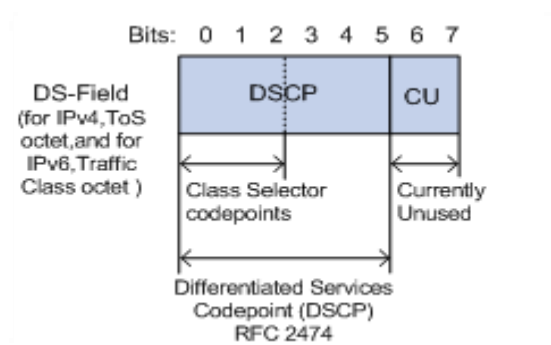 Bits: 0 1 2 3 4 5 6 7
DS-Field
(for IPv4,ToS
octet,and for
IPv6,Traffic
Class octet )
DSCP
CU
Class Selector
codepoints
Currently
Unused
Differentiated Services
Codepoint (DSCP)
RFC 2474